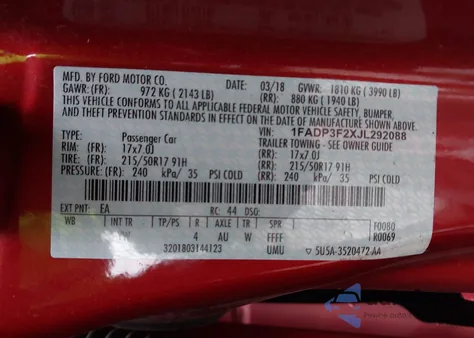 MFD. BY FORD MOTOR CO.
DATE: 03/18 GVWR: 1810 KG ( 3990 LB)
GAWR: (FR) 972 KG ( 2143 LB) (RR) 880 KG ( 1940 LB)
THIS VEHICLE CONFORMS TO ALL APPLICABLE FEDERAL MOTOR VEHICLE SAFETY, BUMPER,
AND THEFT PREVENTION STANDARDS IN EFFECT ON THE DATE OF MANUFACTURE SHOWN ABOVE.
VIN: 1FADP3F2XJL292088
TYPE: Passenger Car TRAILER TOWING - SEE OWNER GUIDE
RIM: (FR) 17x7.0J (RR) 17x7.0J
TIRE: (FR) 215/50R17 91H (RR) 215/50R17 91H
PRESSURE: (FR) 240 kPa/ 35 PSI COLD (RR) 240 kPa/ 35 PSI COLD
EXT PNT: EA RC: 44 DSO:
WB INT TR TP/PS R AXLE TR SPR F0080
W 4 AU W FFFF R0069
3201803144123 UMU 5U5A-3520472 AA